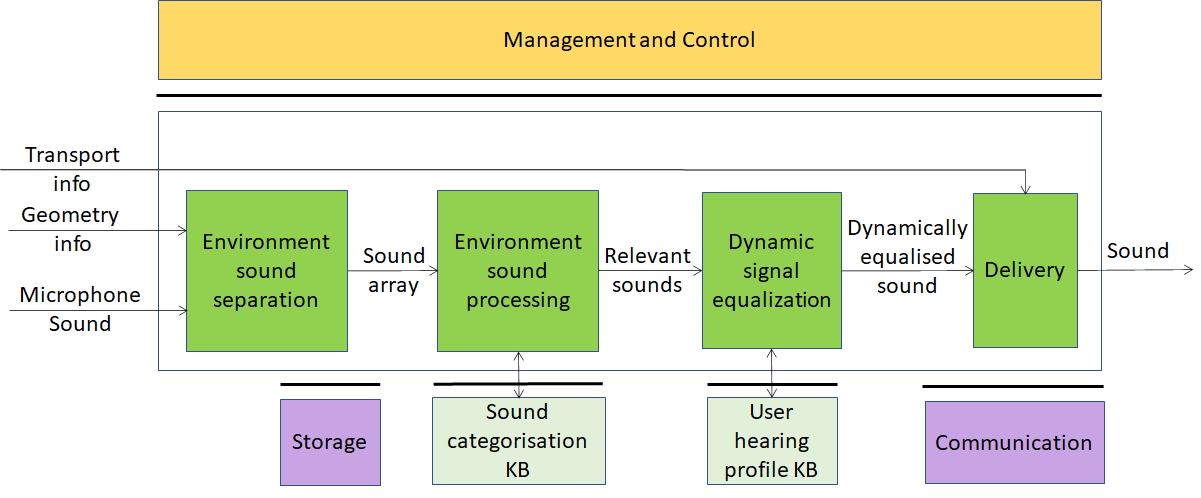 Management and Control
Transport
info
Geometry
info
Microphone
Sound
Environment
sound
separation
Sound
array
Environment
sound
processing
Relevant
sounds
Dynamic
signal
equalization
Dynamically
equalised
sound
Delivery
Sound
Storage
Sound
categorisation
KB
User
hearing
profile KB
Communication